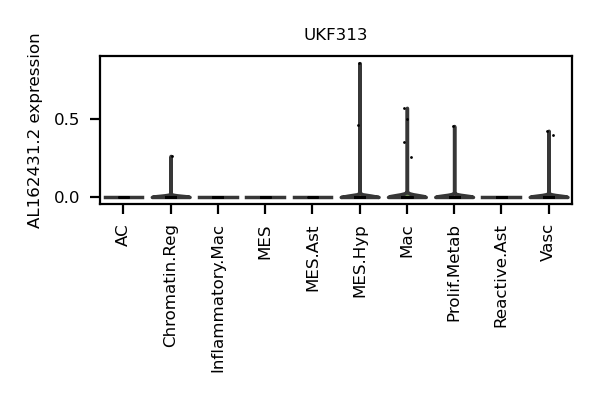 UKF313
AL162431.2 expression
0.5
0.0
AC
Chromatin.Reg
Inflammatory.Mac
MES
MES.Ast
MES.Hyp
Mac
Prolif.Metab
Reactive.Ast
Vasc